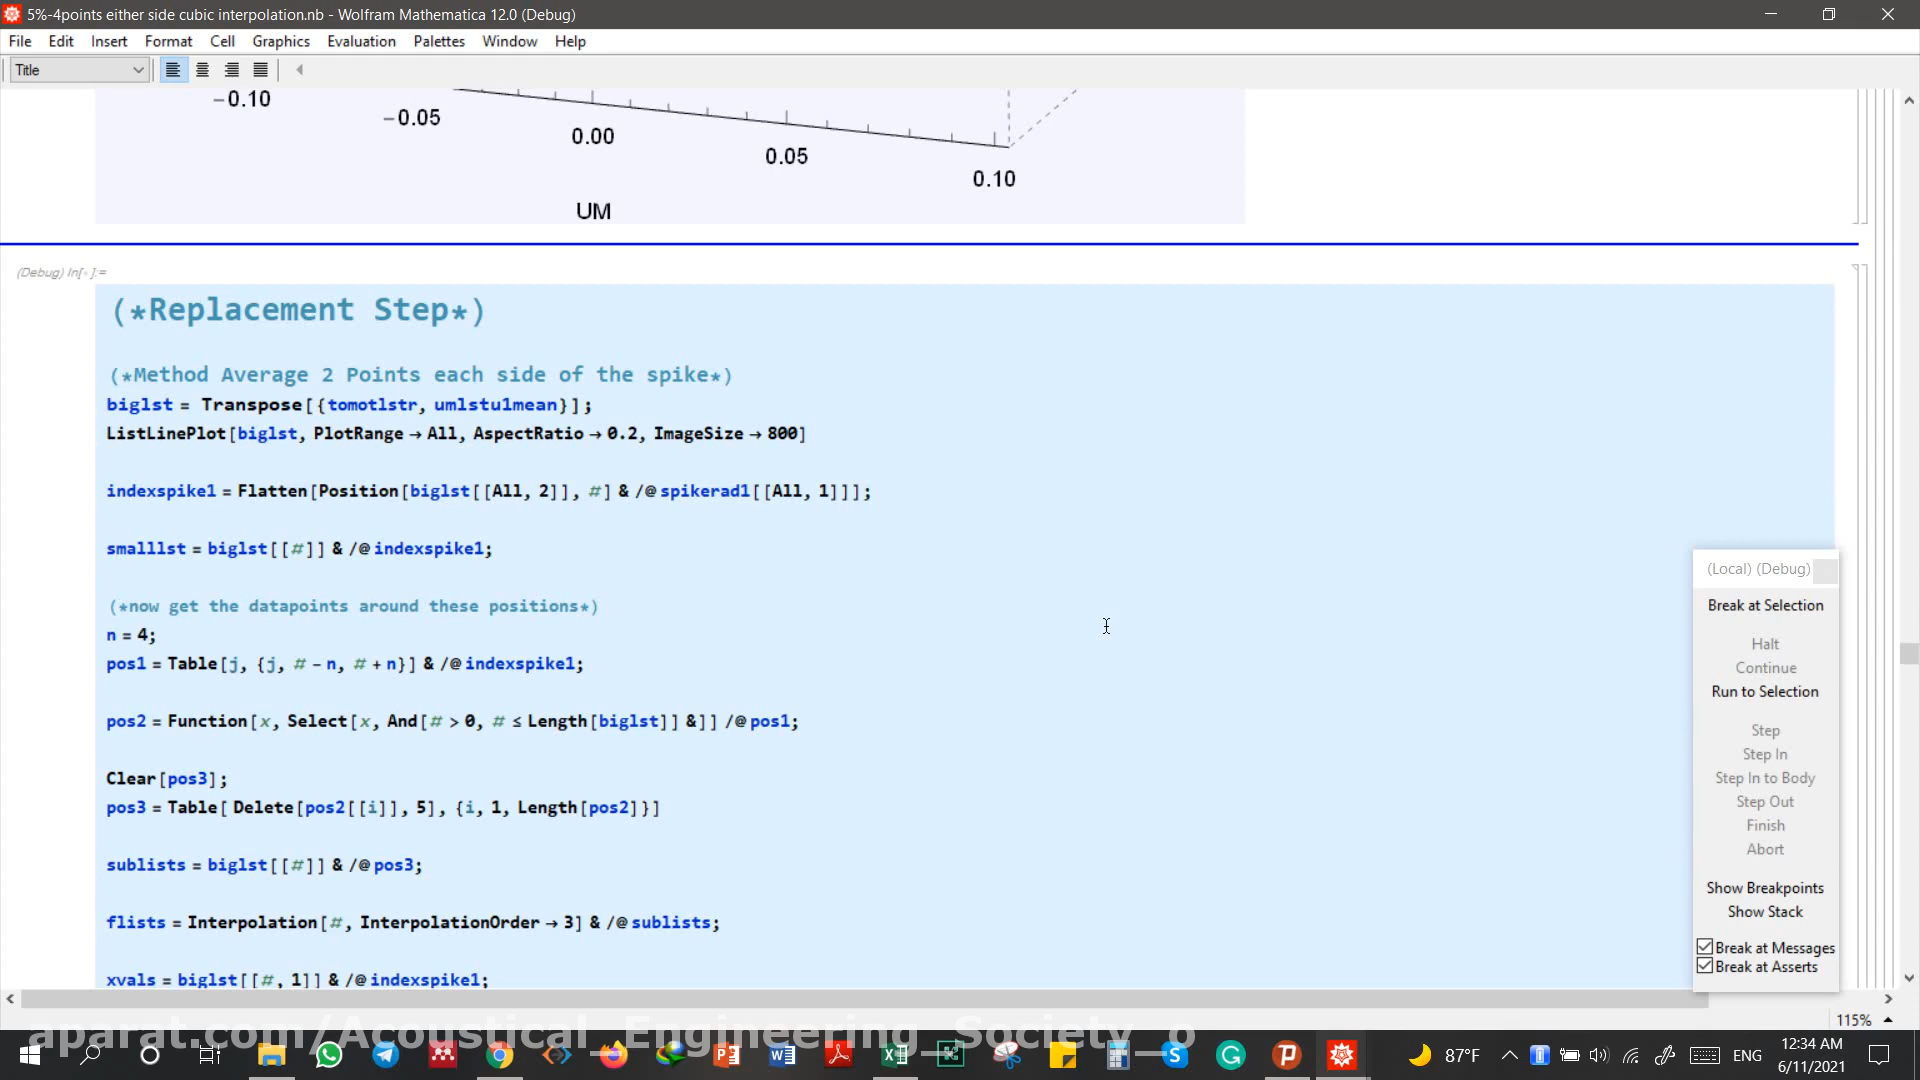 5%-4points either side cubic interpolation.nb - Wolfram Mathematica 12.0 (Debug)
File Edit Insert Format Cell Graphics Evaluation Palettes Window Help
Title
-0.10
-0.05
0.00
0.05
0.10
UM
(Debug) In[◦]:=
(*Replacement Step*)
(*Method Average 2 Points each side of the spike*)
biglst = Transpose[{tomotlstr, umlstu1mean}];
ListLinePlot[biglst, PlotRange → All, AspectRatio → 0.2, ImageSize → 800]
indexspike1 = Flatten[Position[biglst[[All, 2]], #] & /@ spikerad1[[All, 1]]];
smalllst = biglst[[#]] & /@ indexspike1;
(*now get the datapoints around these positions*)
n = 4;
pos1 = Table[j, {j, # - n, # + n}] & /@ indexspike1;
pos2 = Function[x, Select[x, And[# > 0, # ≤ Length[biglst]] &]] /@ pos1;
Clear[pos3];
pos3 = Table[ Delete[pos2[[i]], 5], {i, 1, Length[pos2]}]
sublists = biglst[[#]] & /@ pos3;
flists = Interpolation[#, InterpolationOrder → 3] & /@ sublists;
xvals = biglst[[#, 1]] & /@ indexspike1;
(Local) (Debug)
Break at Selection
Halt
Continue
Run to Selection
Step
Step In
Step In to Body
Step Out
Finish
Abort
Show Breakpoints
Show Stack
Break at Messages
Break at Asserts
115%
aparat.com/Acoustical_Engineering_Society_o
87°F
ENG
12:34 AM
6/11/2021